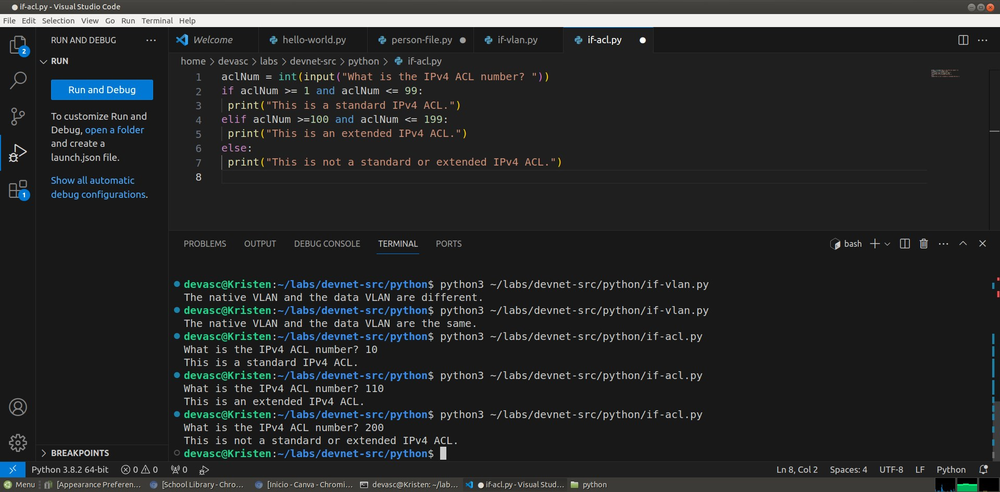 if-acl.py - Visual Studio Code
File Edit Selection View Go Run Terminal Help
RUN AND DEBUG
Welcome hello-world.py person-file.py if-vlan.py if-acl.py
2
RUN
home > devasc > labs > devnet-src > python > if-acl.py
Run and Debug
To customize Run and
Debug, open a folder
and create a
launch.json file.
Show all automatic
debug configurations.
1
1 aclNum = int(input("What is the IPv4 ACL number? "))
2 if aclNum >= 1 and aclNum <= 99:
3 print("This is a standard IPv4 ACL.")
4 elif aclNum >=100 and aclNum <= 199:
5 print("This is an extended IPv4 ACL.")
6 else:
7 print("This is not a standard or extended IPv4 ACL.")
8
PROBLEMS OUTPUT DEBUG CONSOLE TERMINAL PORTS bash
devasc@Kristen:~/labs/devnet-src/python$ python3 ~/labs/devnet-src/python/if-vlan.py
The native VLAN and the data VLAN are different.
devasc@Kristen:~/labs/devnet-src/python$ python3 ~/labs/devnet-src/python/if-vlan.py
The native VLAN and the data VLAN are the same.
devasc@Kristen:~/labs/devnet-src/python$ python3 ~/labs/devnet-src/python/if-acl.py
What is the IPv4 ACL number? 10
This is a standard IPv4 ACL.
devasc@Kristen:~/labs/devnet-src/python$ python3 ~/labs/devnet-src/python/if-acl.py
What is the IPv4 ACL number? 110
This is an extended IPv4 ACL.
devasc@Kristen:~/labs/devnet-src/python$ python3 ~/labs/devnet-src/python/if-acl.py
What is the IPv4 ACL number? 200
This is not a standard or extended IPv4 ACL.
devasc@Kristen:~/labs/devnet-src/python$
BREAKPOINTS
Python 3.8.2 64-bit 0 0 0 Ln 8, Col 2 Spaces: 4 UTF-8 LF Python
Menu [Appearance Preferen... [School Library - Chro... [Inicio - Canva - Chromi... devasc@Kristen: ~/lab... if-acl.py - Visual Stud... python